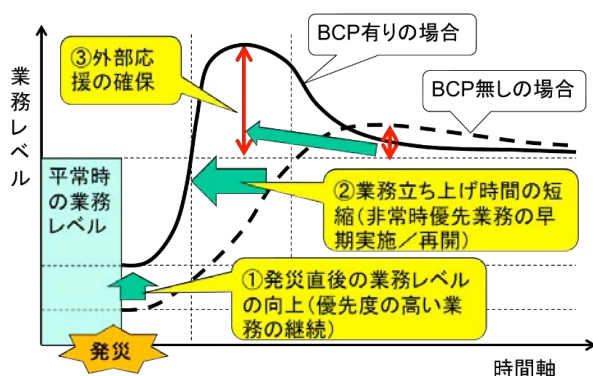 BCP有りの場合
③外部応
援の確保
業務レベル
BCP無しの場合
平常時
の業務
レベル
②業務立ち上げ時間の短
縮(非常時優先業務の早
期実施／再開)
①発災直後の業務レベル
の向上(優先度の高い業
務の継続)
発災
時間軸